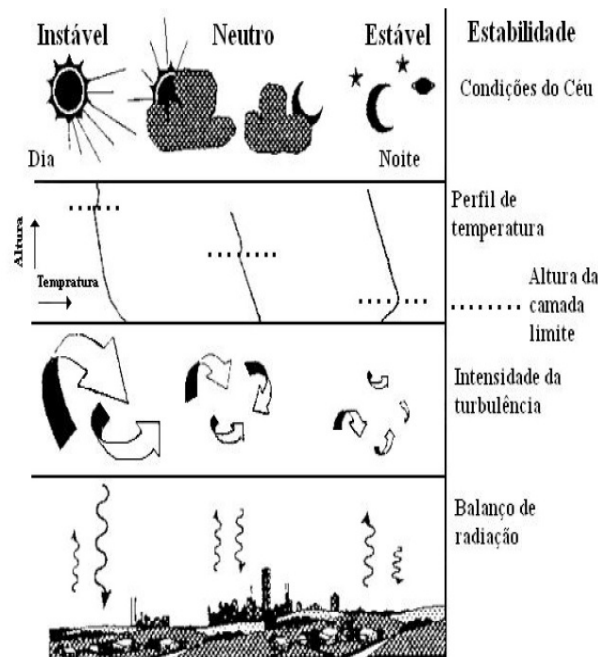 Instável Neutro Estável Estabilidade
Condições do Céu
Dia Noite
Perfil de
temperatura
Altura
Tempratura
Altura da
camada
limite
Intensidade da
turbulência
Balanço de
radiação